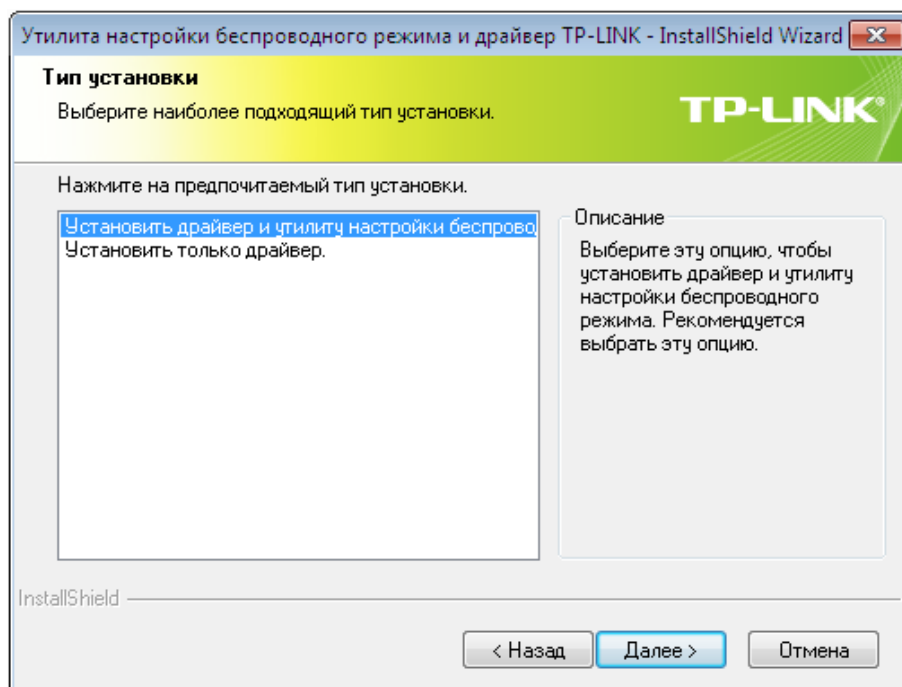 Утилита настройки беспроводного режима и драйвер TP-LINK - InstallShield Wizard
Тип установки
Выберите наиболее подходящий тип установки.
TP-LINK®
Нажмите на предпочитаемый тип установки.
Установить драйвер и утилиту настройки беспрово
Установить только драйвер.
Описание
Выберите эту опцию, чтобы
установить драйвер и утилиту
настройки беспроводного
режима. Рекомендуется
выбрать эту опцию.
InstallShield
< Назад
Далее >
Отмена